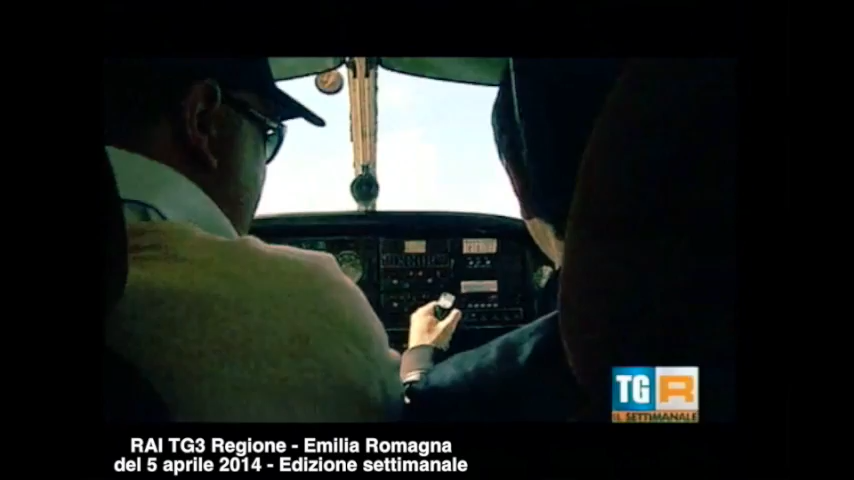 TG R
IL SETTIMANALE
RAI TG3 Regione - Emilia Romagna
del 5 aprile 2014 - Edizione settimanale